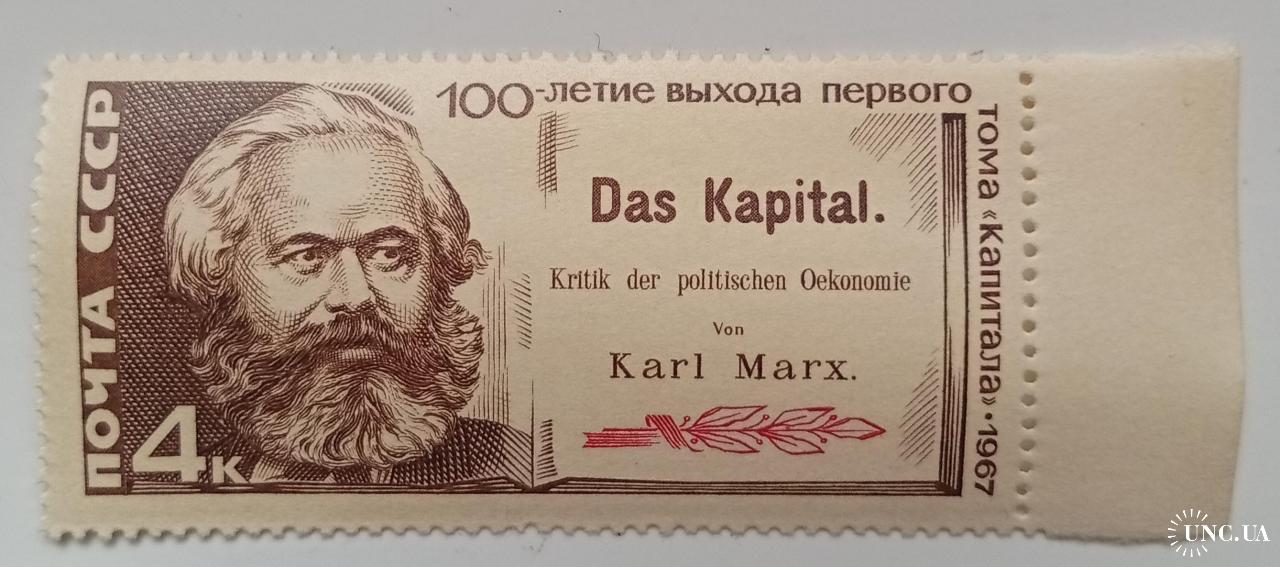 ПОЧТА СССР
4к
100-летие выхода первого
тома «Капитала»·1967
Das Kapital.
Kritik der politischen Oekonomie
Von
Karl Marx.
UNC.UA